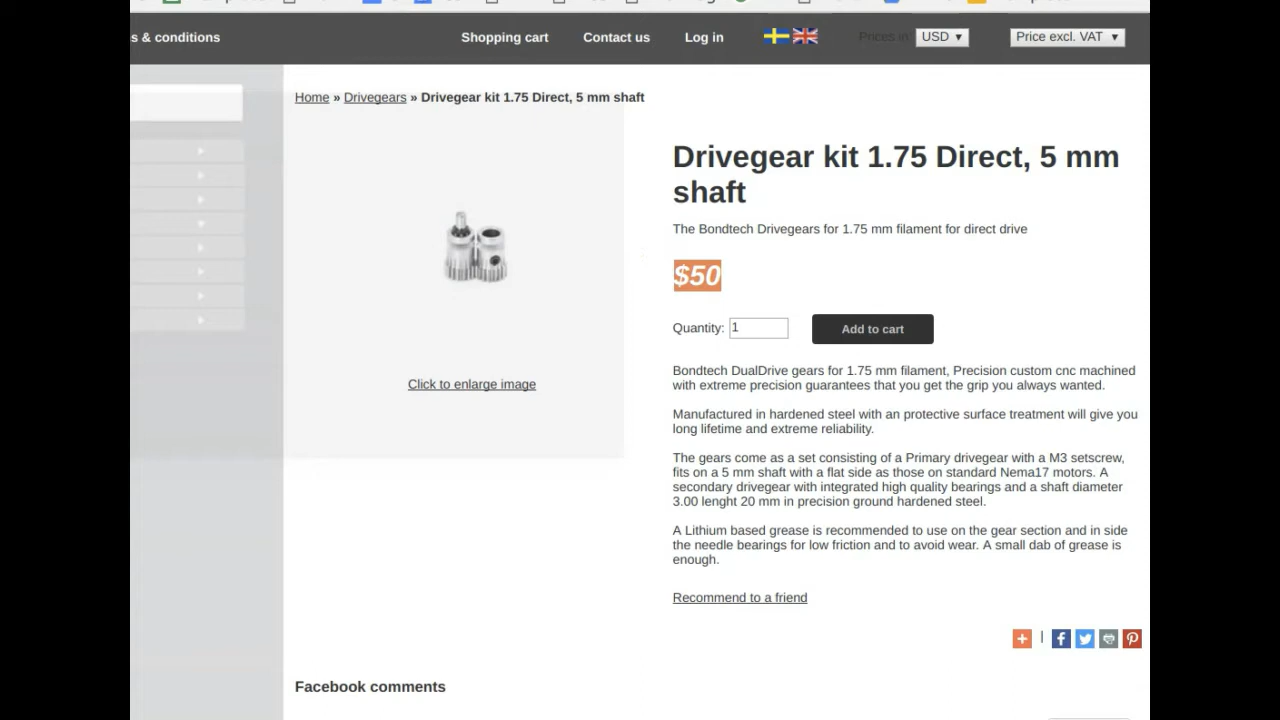 s & conditions
Shopping cart
Contact us
Log in
Prices in:
USD
Price excl. VAT
Home » Drivegears » Drivegear kit 1.75 Direct, 5 mm shaft
Drivegear kit 1.75 Direct, 5 mm
shaft
The Bondtech Drivegears for 1.75 mm filament for direct drive
$50
Quantity: 1
Add to cart
Click to enlarge image
Bondtech DualDrive gears for 1.75 mm filament, Precision custom cnc machined
with extreme precision guarantees that you get the grip you always wanted.
Manufactured in hardened steel with an protective surface treatment will give you
long lifetime and extreme reliability.
The gears come as a set consisting of a Primary drivegear with a M3 setscrew,
fits on a 5 mm shaft with a flat side as those on standard Nema17 motors. A
secondary drivegear with integrated high quality bearings and a shaft diameter
3.00 lenght 20 mm in precision ground hardened steel.
A Lithium based grease is recommended to use on the gear section and in side
the needle bearings for low friction and to avoid wear. A small dab of grease is
enough.
Recommend to a friend
Facebook comments